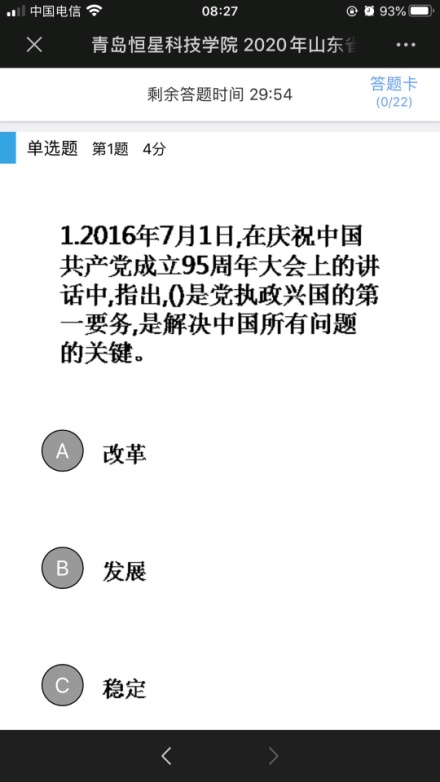 中国电信 08:27 93%
青岛恒星科技学院 2020年山东
剩余答题时间 29:54
答题卡
(0/22)
单选题 第1题 4分
1.2016年7月1日,在庆祝中国
共产党成立95周年大会上的讲
话中,指出,()是党执政兴国的第
一要务,是解决中国所有问题
的关键。
A 改革
B 发展
C 稳定